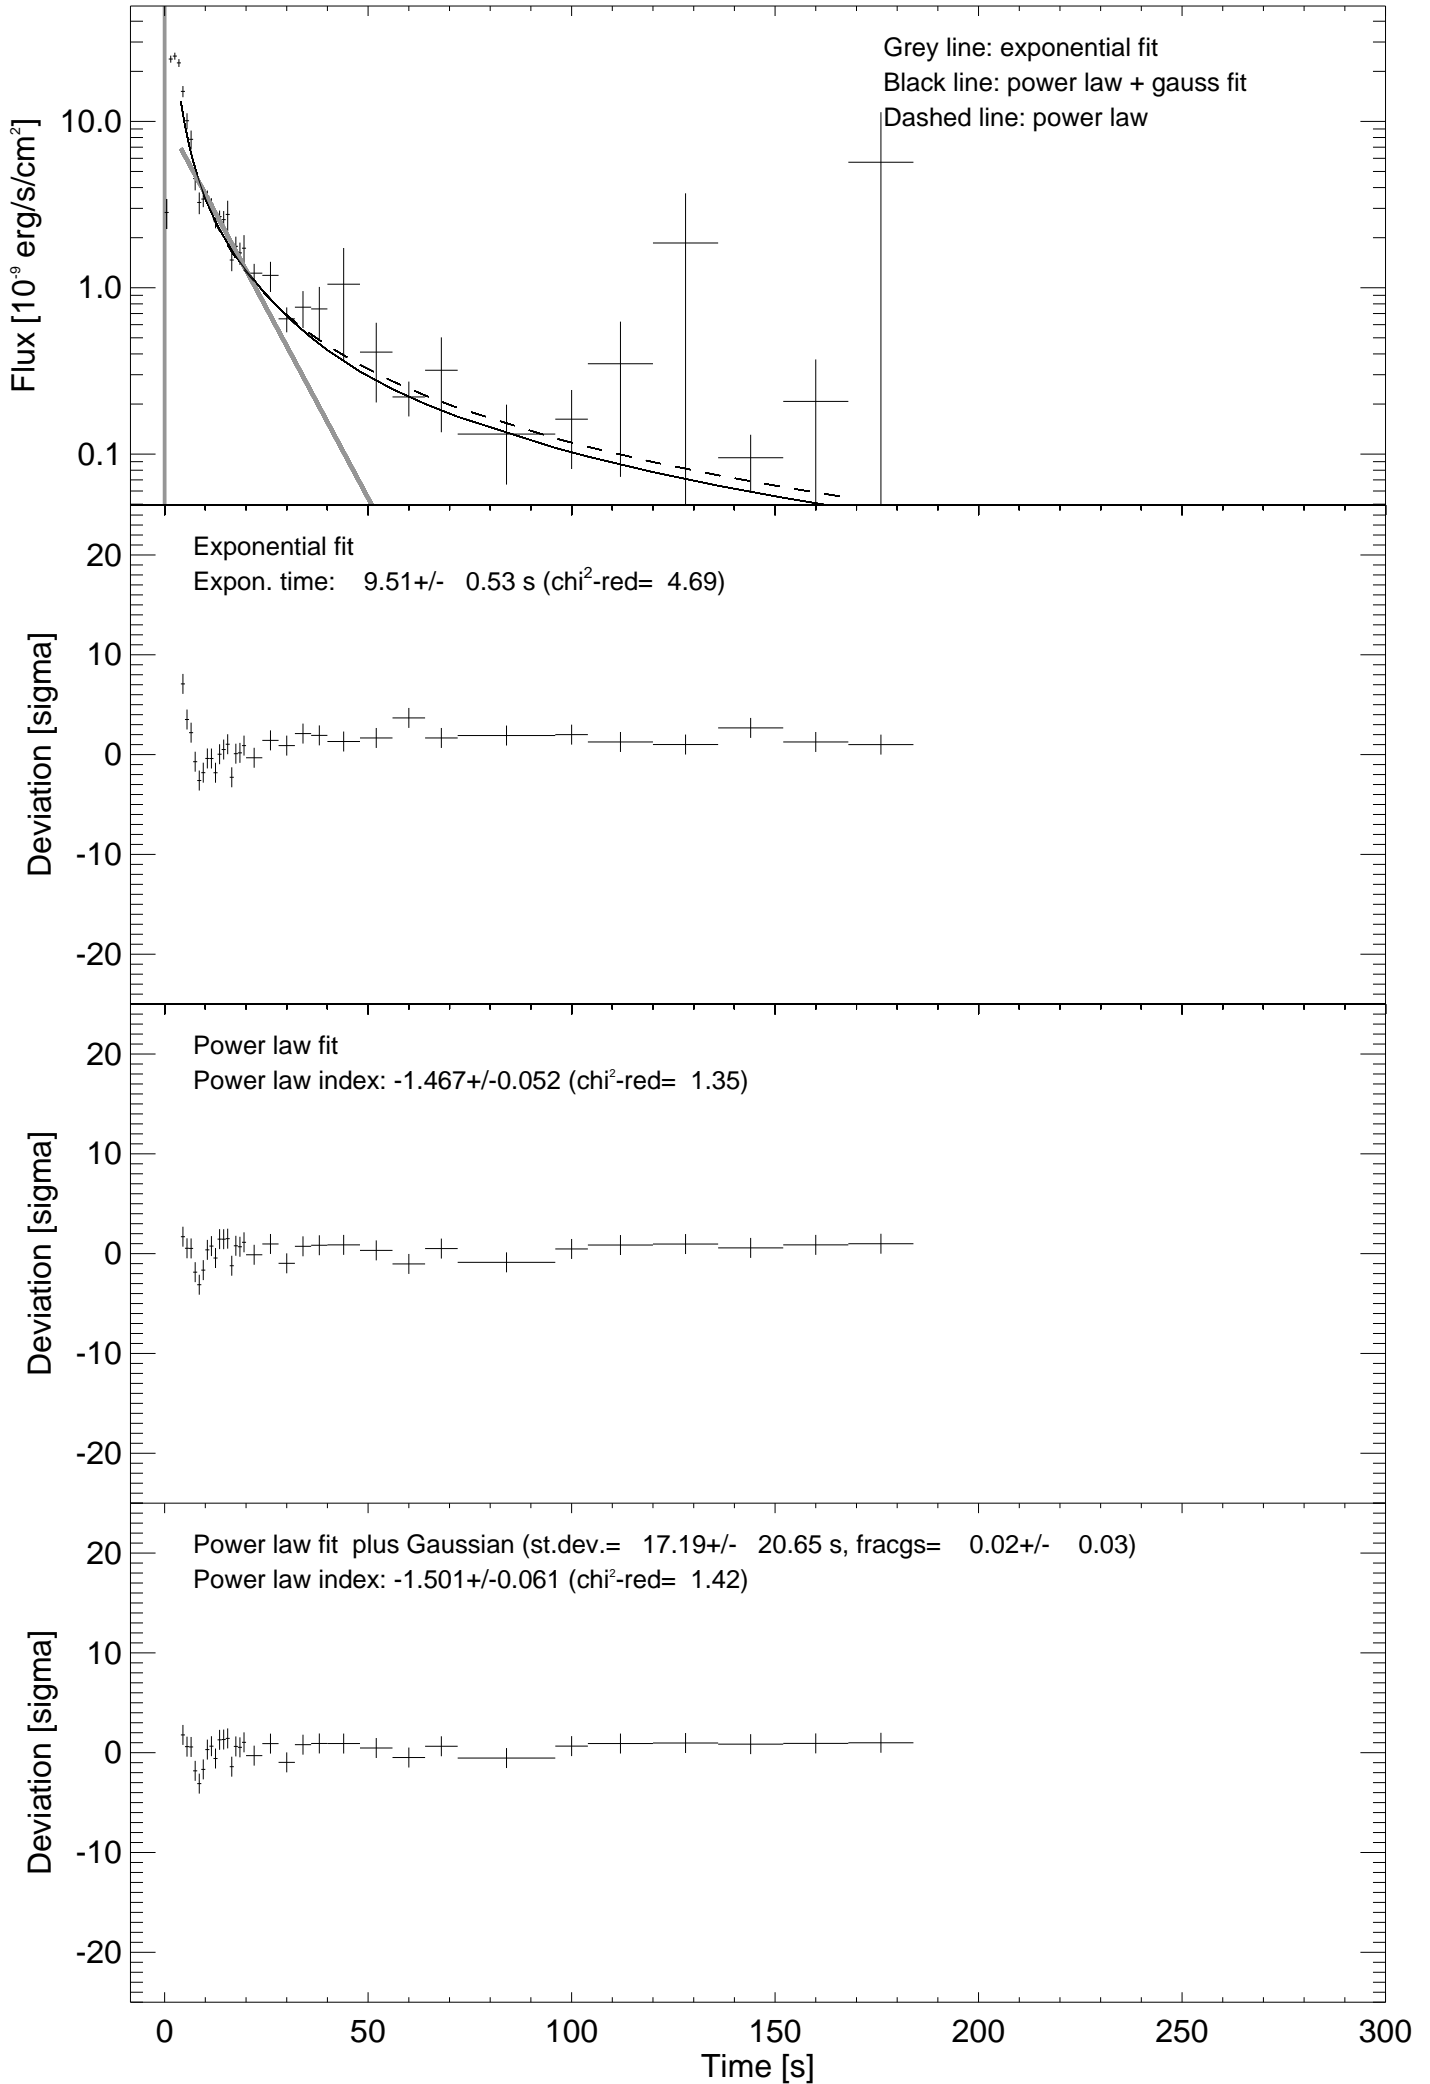 Grey line: exponential fit
Black line: power law + gauss fit
Dashed line: power law
10.0
1.0
0.1
Flux [10⁻⁹ erg/s/cm²]
Exponential fit
Expon. time: 9.51+/- 0.53 s (chi²-red= 4.69)
20
10
0
-10
-20
Deviation [sigma]
Power law fit
Power law index: -1.467+/-0.052 (chi²-red= 1.35)
20
10
0
-10
-20
Deviation [sigma]
Power law fit plus Gaussian (st.dev.= 17.19+/- 20.65 s, fracgs= 0.02+/- 0.03)
Power law index: -1.501+/-0.061 (chi²-red= 1.42)
20
10
0
-10
-20
Deviation [sigma]
0 50 100 150 200 250 300
Time [s]